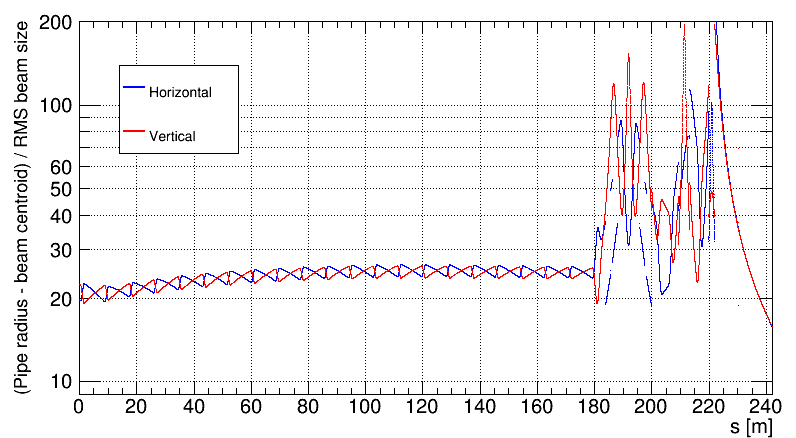 (Pipe radius - beam centroid) / RMS beam size
200
100
60
50
40
30
20
10
Horizontal
Vertical
0 20 40 60 80 100 120 140 160 180 200 220 240
s [m]